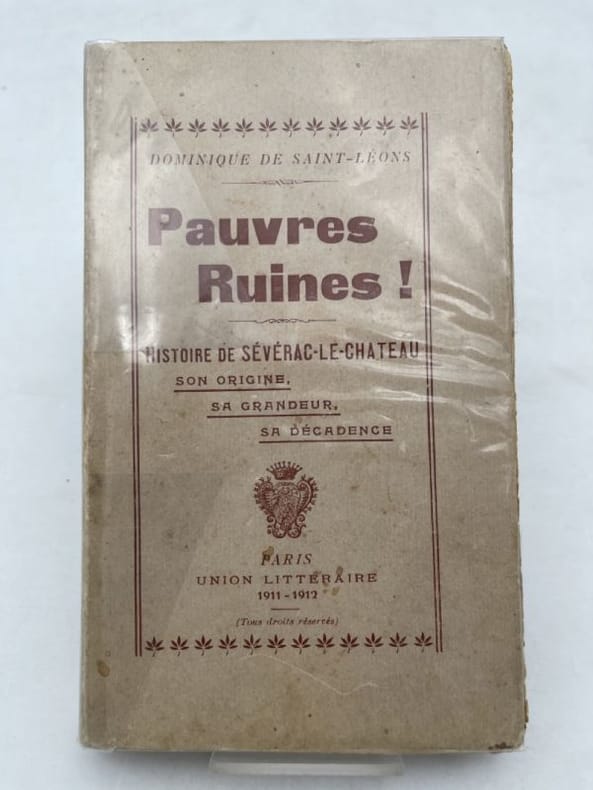 DOMINIQUE DE SAINT-LÉONS
Pauvres
Ruines !
HISTOIRE DE SÉVÉRAC-LE-CHATEAU
SON ORIGINE,
SA GRANDEUR,
SA DÉCADENCE
PARIS
UNION LITTÉRAIRE
1911-1912
(Tous droits réservés)